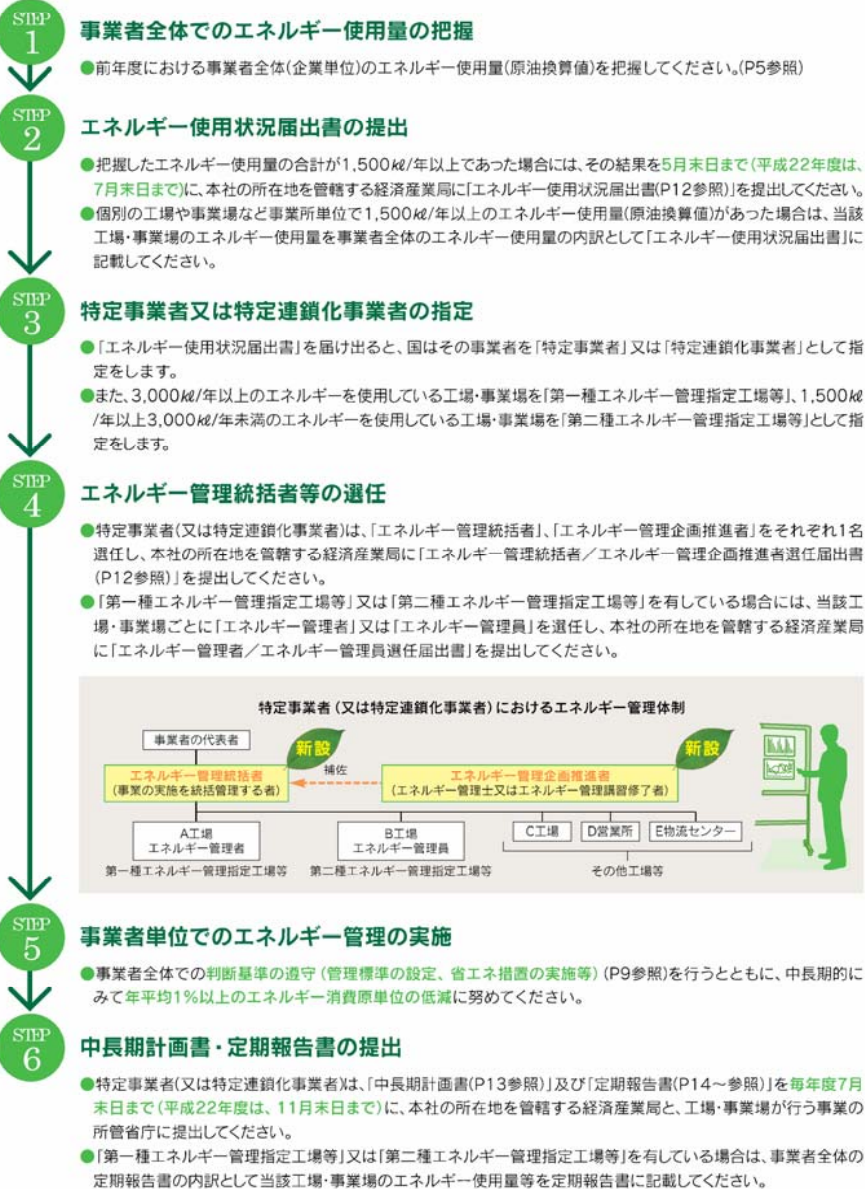 STEP
1
事業者全体でのエネルギー使用量の把握
●前年度における事業者全体(企業単位)のエネルギー使用量(原油換算値)を把握してください。(P5参照)
STEP
2
エネルギー使用状況届出書の提出
●把握したエネルギー使用量の合計が1,500kℓ/年以上であった場合には、その結果を5月末日まで(平成22年度は、
7月末日まで)に、本社の所在地を管轄する経済産業局に「エネルギー使用状況届出書(P12参照)」を提出してください。
●個別の工場や事業場など事業所単位で1,500kℓ/年以上のエネルギー使用量(原油換算値)があった場合は、当該
工場・事業場のエネルギー使用量を事業者全体のエネルギー使用量の内訳として「エネルギー使用状況届出書」に
記載してください。
STEP
3
特定事業者又は特定連鎖化事業者の指定
●「エネルギー使用状況届出書」を届け出ると、国はその事業者を「特定事業者」又は「特定連鎖化事業者」として指
定をします。
●また、3,000kℓ/年以上のエネルギーを使用している工場・事業場を「第一種エネルギー管理指定工場等」、1,500kℓ
/年以上3,000kℓ/年未満のエネルギーを使用している工場・事業場を「第二種エネルギー管理指定工場等」として指
定をします。
STEP
4
エネルギー管理統括者等の選任
●特定事業者(又は特定連鎖化事業者)は、「エネルギー管理統括者」、「エネルギー管理企画推進者」をそれぞれ1名
選任し、本社の所在地を管轄する経済産業局に「エネルギー管理統括者/エネルギー管理企画推進者選任届出書
(P12参照)」を提出してください。
●「第一種エネルギー管理指定工場等」又は「第二種エネルギー管理指定工場等」を有している場合には、当該工
場・事業場ごとに「エネルギー管理者」又は「エネルギー管理員」を選任し、本社の所在地を管轄する経済産業局
に「エネルギー管理者/エネルギー管理員選任届出書」を提出してください。
特定事業者(又は特定連鎖化事業者)におけるエネルギー管理体制
事業者の代表者
新設
新設
エネルギー管理統括者
(事業の実施を統括管理する者)
補佐
エネルギー管理企画推進者
(エネルギー管理士又はエネルギー管理講習修了者)
A工場
エネルギー管理者
B工場
エネルギー管理員
C工場
D営業所
E物流センター
第一種エネルギー管理指定工場等
第二種エネルギー管理指定工場等
その他工場等
STEP
5
事業者単位でのエネルギー管理の実施
●事業者全体での判断基準の遵守(管理標準の設定、省エネ措置の実施等)(P9参照)を行うとともに、中長期的に
みて年平均1%以上のエネルギー消費原単位の低減に努めてください。
STEP
6
中長期計画書・定期報告書の提出
●特定事業者(又は特定連鎖化事業者)は、「中長期計画書(P13参照)」及び「定期報告書(P14~参照)」を毎年度7月
末日まで(平成22年度は、11月末日まで)に、本社の所在地を管轄する経済産業局と、工場・事業場が行う事業の
所管省庁に提出してください。
●「第一種エネルギー管理指定工場等」又は「第二種エネルギー管理指定工場等」を有している場合は、事業者全体の
定期報告書の内訳として当該工場・事業場のエネルギー使用量等を定期報告書に記載してください。